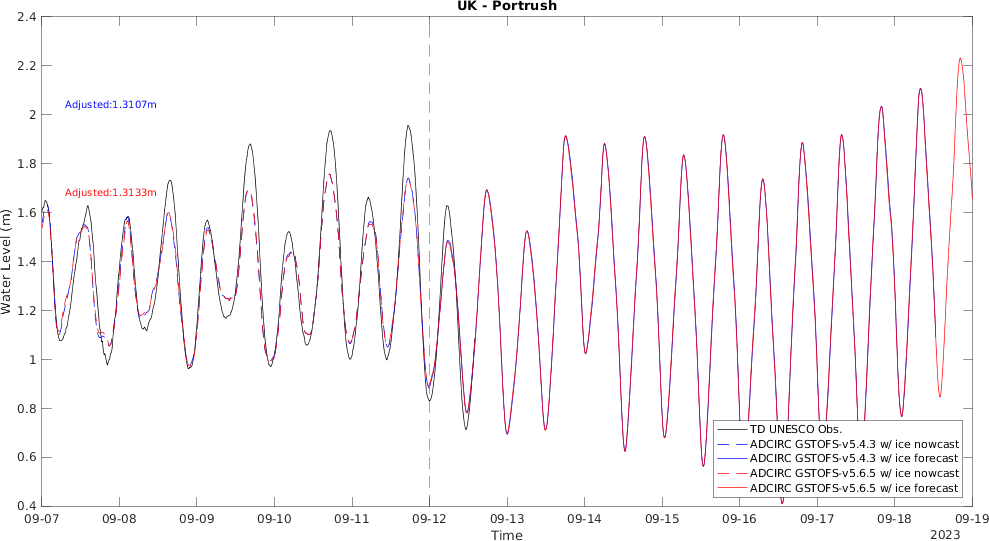 UK - Portrush
2.4
2.2
2
1.8
1.6
1.4
1.2
1
0.8
0.6
0.4
Water Level (m)
Adjusted:1.3107m
Adjusted:1.3133m
TD UNESCO Obs.
ADCIRC GSTOFS-v5.4.3 w/ ice nowcast
ADCIRC GSTOFS-v5.4.3 w/ ice forecast
ADCIRC GSTOFS-v5.6.5 w/ ice nowcast
ADCIRC GSTOFS-v5.6.5 w/ ice forecast
09-07 09-08 09-09 09-10 09-11 09-12 09-13 09-14 09-15 09-16 09-17 09-18 09-19
Time
2023